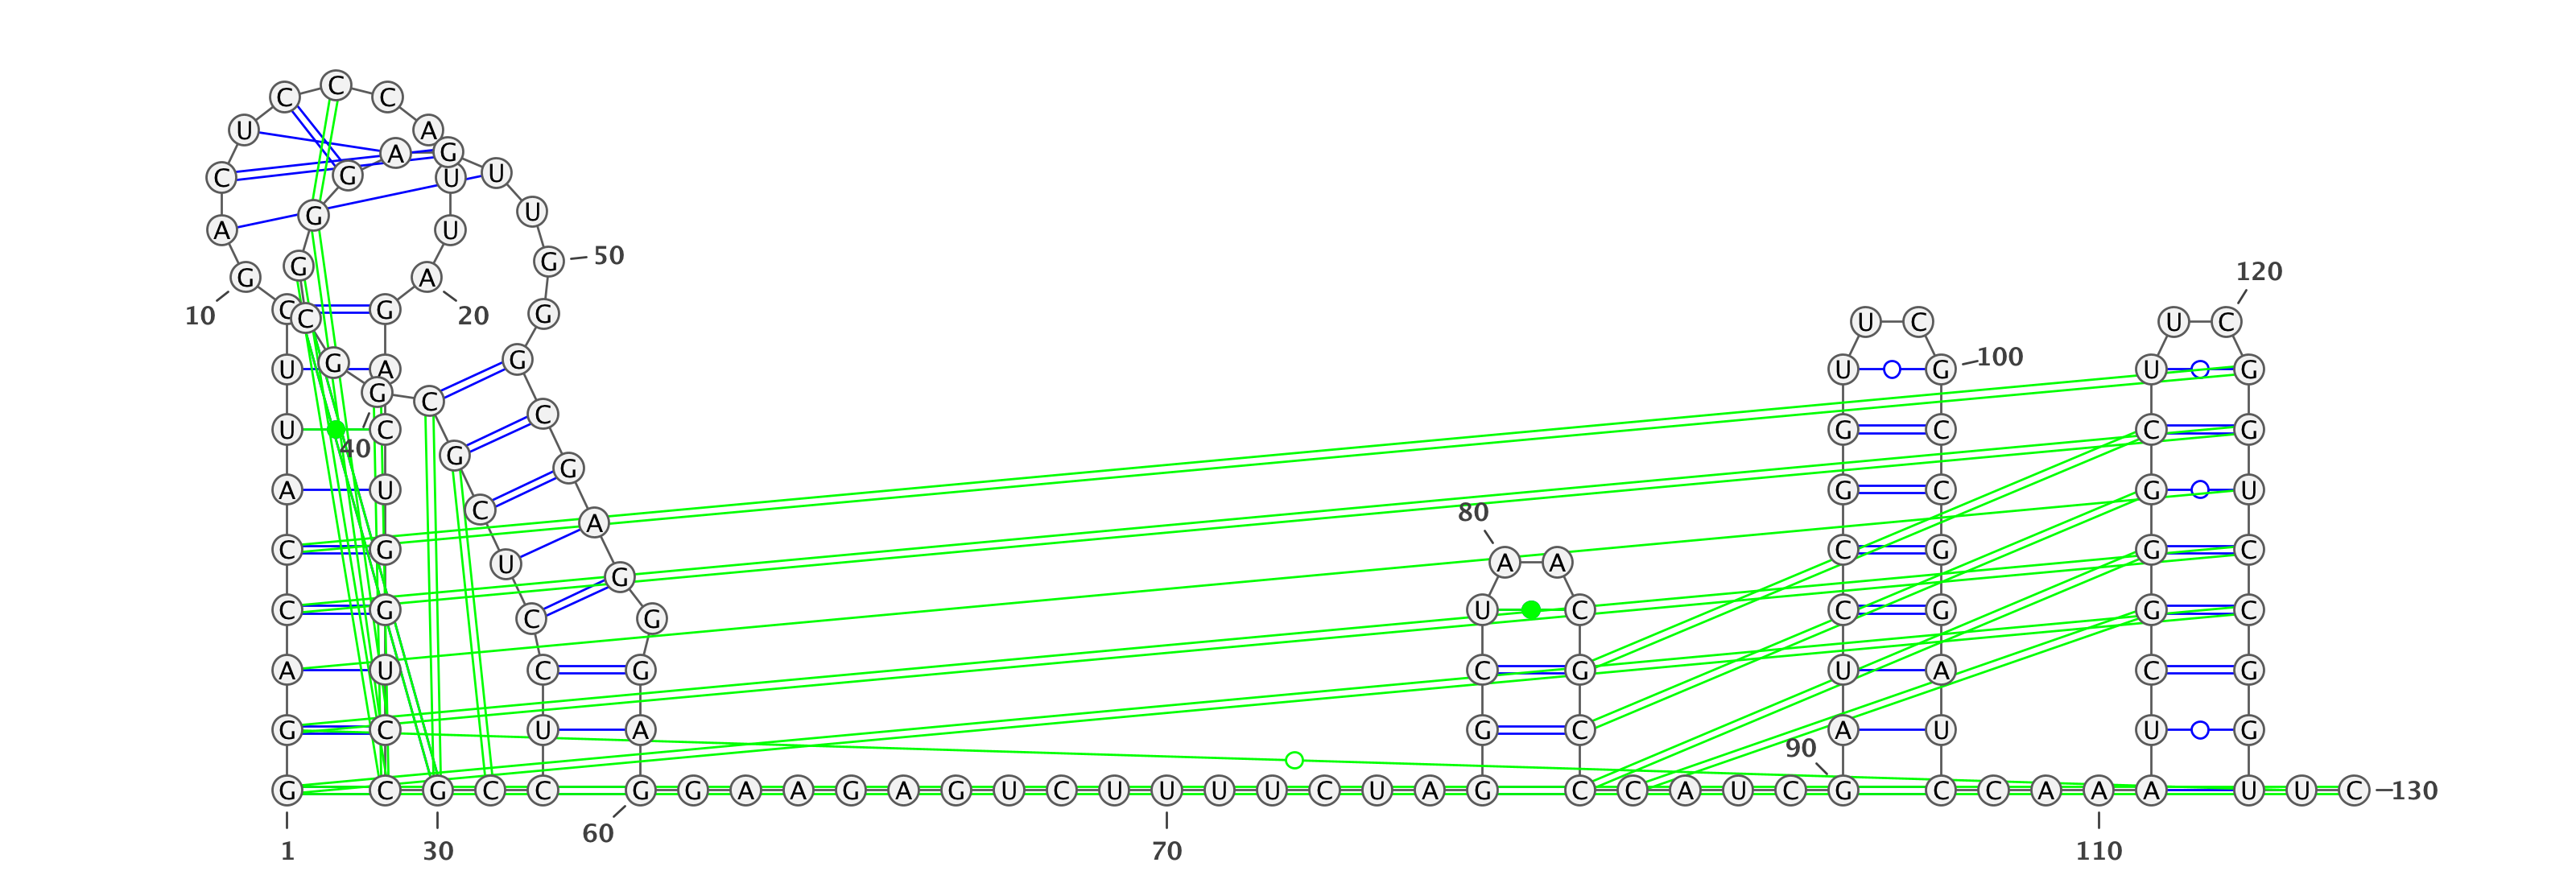 C
C C
U A
A G
C G U U
G U
A U
G G 50
G A 120
10 C C G 20 G U C U C
U G A G U G 100 U G
G C
C
U C G C C G
40 G G
A U G C G U
C 80 A
C G C G G C
U A A
G
C G C G U C C G G C
A U C G C G U A C G
G C U A G C A U U G
90
G C G C C G G A A G A G U C U U U U C U A G C C A U C G C C A A A U U C 130
60
1 30 70 110